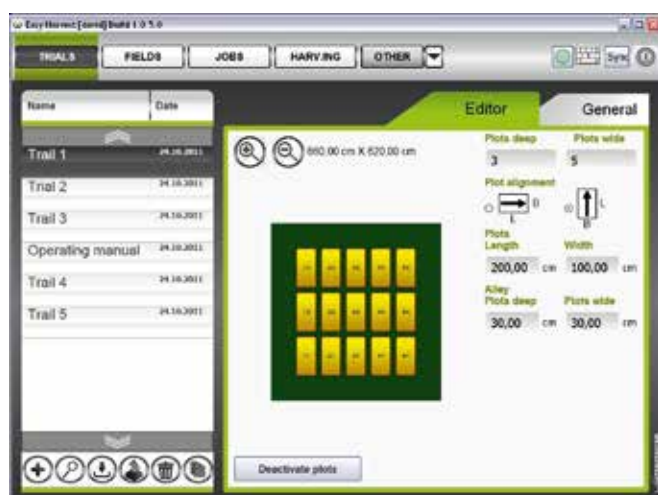 Easy Harvest [david] Build 1.0.5.0
TRIALS FIELDS JOBS HARV.ING OTHER Sync
Name Date
Editor General
Trail 1 24.10.2011
Trial 2 24.10.2011
Trail 3 24.10.2011
Operating manual 24.10.2011
Trail 4 24.10.2011
Trail 5 24.10.2011
660.00 cm X 620.00 cm
Plots deep Plots wide
3 5
Plot alignment
B L
L B
Plots
Length Width
200,00 cm 100,00 cm
Alley
Plots deep Plots wide
30,00 cm 30,00 cm
Deactivate plots